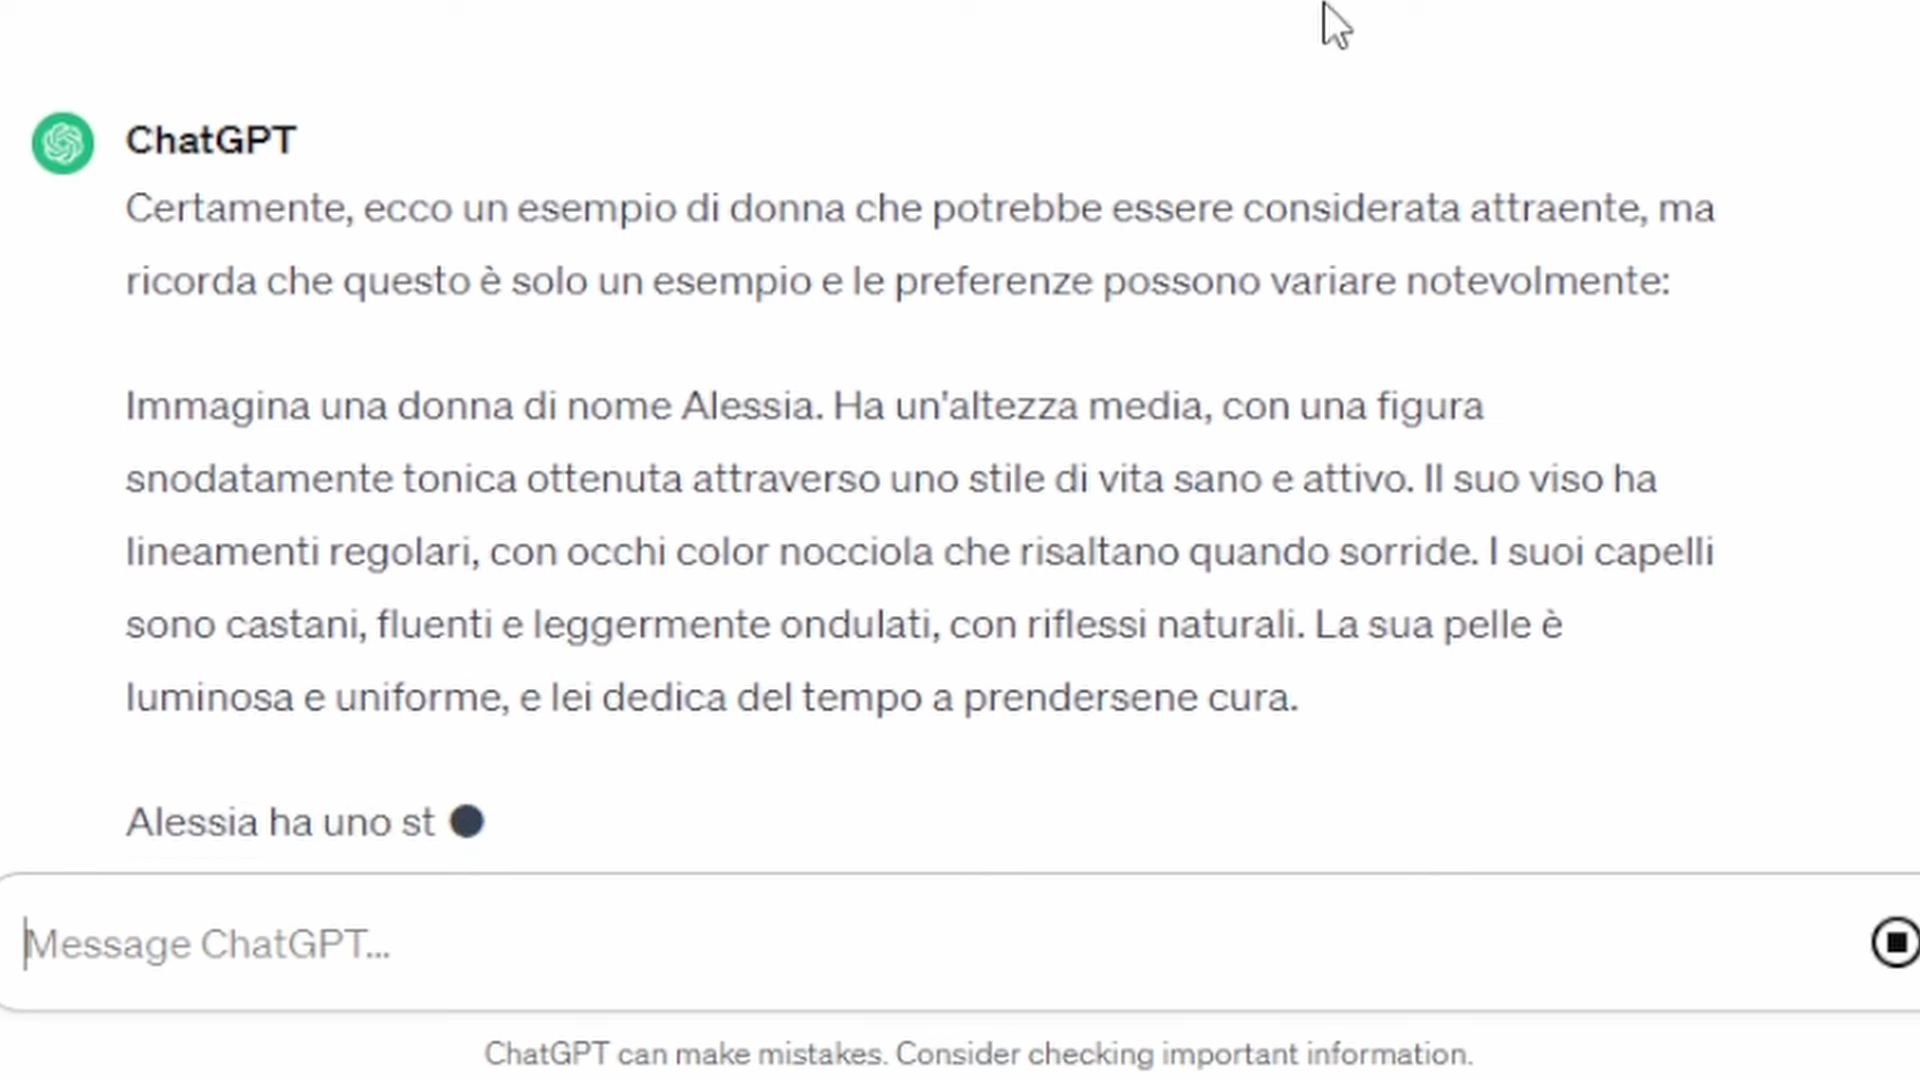 ChatGPT
Certamente, ecco un esempio di donna che potrebbe essere considerata attraente, ma
ricorda che questo è solo un esempio e le preferenze possono variare notevolmente:
Immagina una donna di nome Alessia. Ha un'altezza media, con una figura
snodatamente tonica ottenuta attraverso uno stile di vita sano e attivo. Il suo viso ha
lineamenti regolari, con occhi color nocciola che risaltano quando sorride. I suoi capelli
sono castani, fluenti e leggermente ondulati, con riflessi naturali. La sua pelle è
luminosa e uniforme, e lei dedica del tempo a prendersene cura.
Alessia ha uno st
Message ChatGPT...
ChatGPT can make mistakes. Consider checking important information.